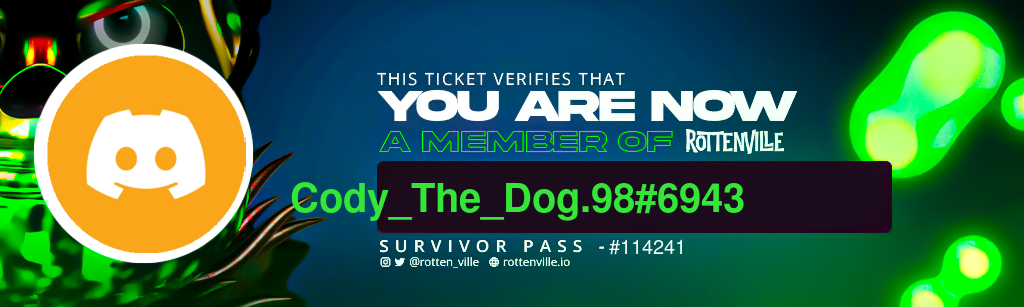 THIS TICKET VERIFIES THAT
YOU ARE NOW
A MEMBER OF ROTTENVILLE
Cody_The_Dog.98#6943
SURVIVOR PASS - #114241
@rotten_ville rottenville.io